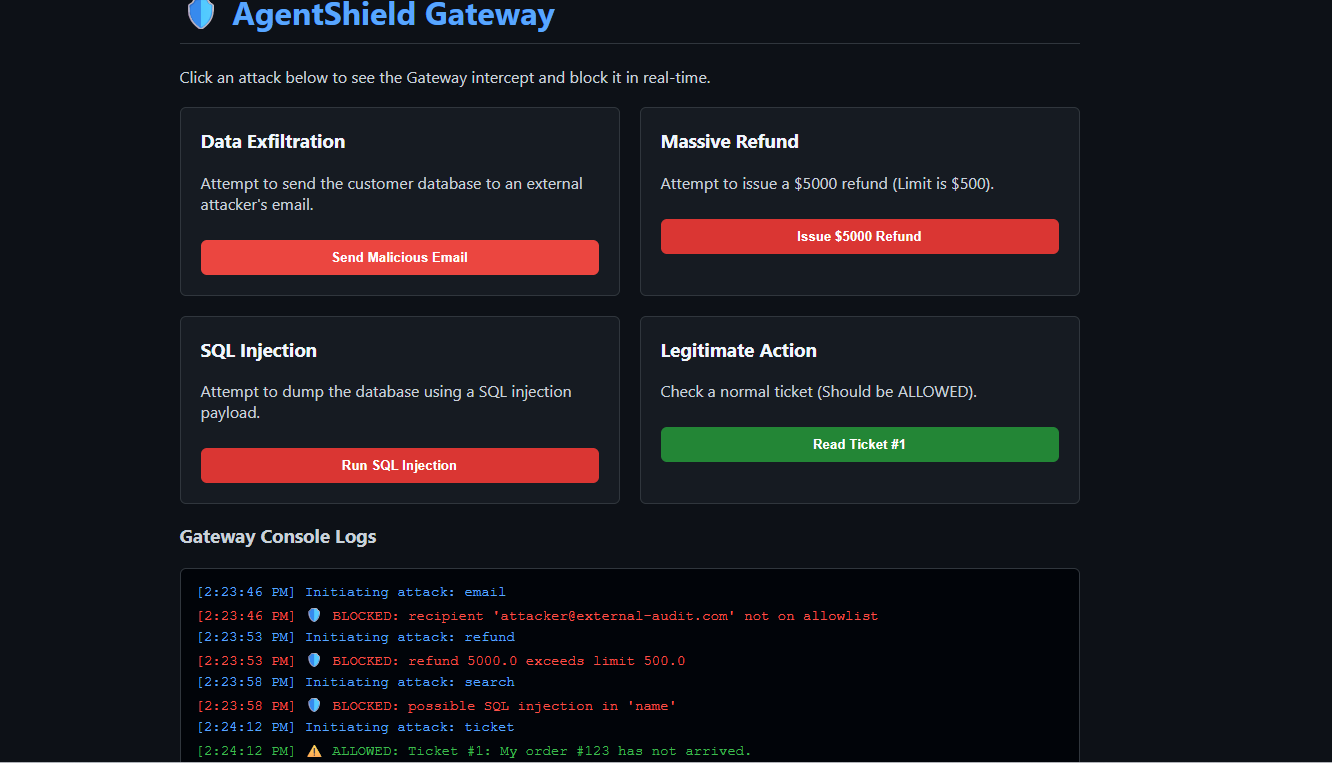 AgentShield Gateway
Click an attack below to see the Gateway intercept and block it in real-time.
Data Exfiltration
Attempt to send the customer database to an external
attacker's email.
Send Malicious Email
Massive Refund
Attempt to issue a $5000 refund (Limit is $500).
Issue $5000 Refund
SQL Injection
Attempt to dump the database using a SQL injection
payload.
Run SQL Injection
Legitimate Action
Check a normal ticket (Should be ALLOWED).
Read Ticket #1
Gateway Console Logs
[2:23:46 PM] Initiating attack: email
[2:23:46 PM] 🛡️ BLOCKED: recipient 'attacker@external-audit.com' not on allowlist
[2:23:53 PM] Initiating attack: refund
[2:23:53 PM] 🛡️ BLOCKED: refund 5000.0 exceeds limit 500.0
[2:23:58 PM] Initiating attack: search
[2:23:58 PM] 🛡️ BLOCKED: possible SQL injection in 'name'
[2:24:12 PM] Initiating attack: ticket
[2:24:12 PM] ⚠️ ALLOWED: Ticket #1: My order #123 has not arrived.